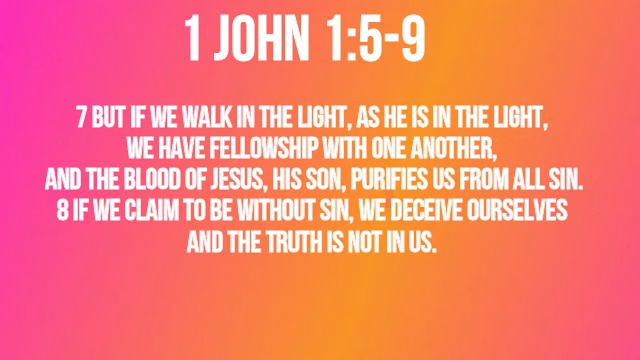 1 JOHN 1:5-9
7 BUT IF WE WALK IN THE LIGHT, AS HE IS IN THE LIGHT,
WE HAVE FELLOWSHIP WITH ONE ANOTHER,
AND THE BLOOD OF JESUS, HIS SON, PURIFIES US FROM ALL SIN.
8 IF WE CLAIM TO BE WITHOUT SIN, WE DECEIVE OURSELVES
AND THE TRUTH IS NOT IN US.